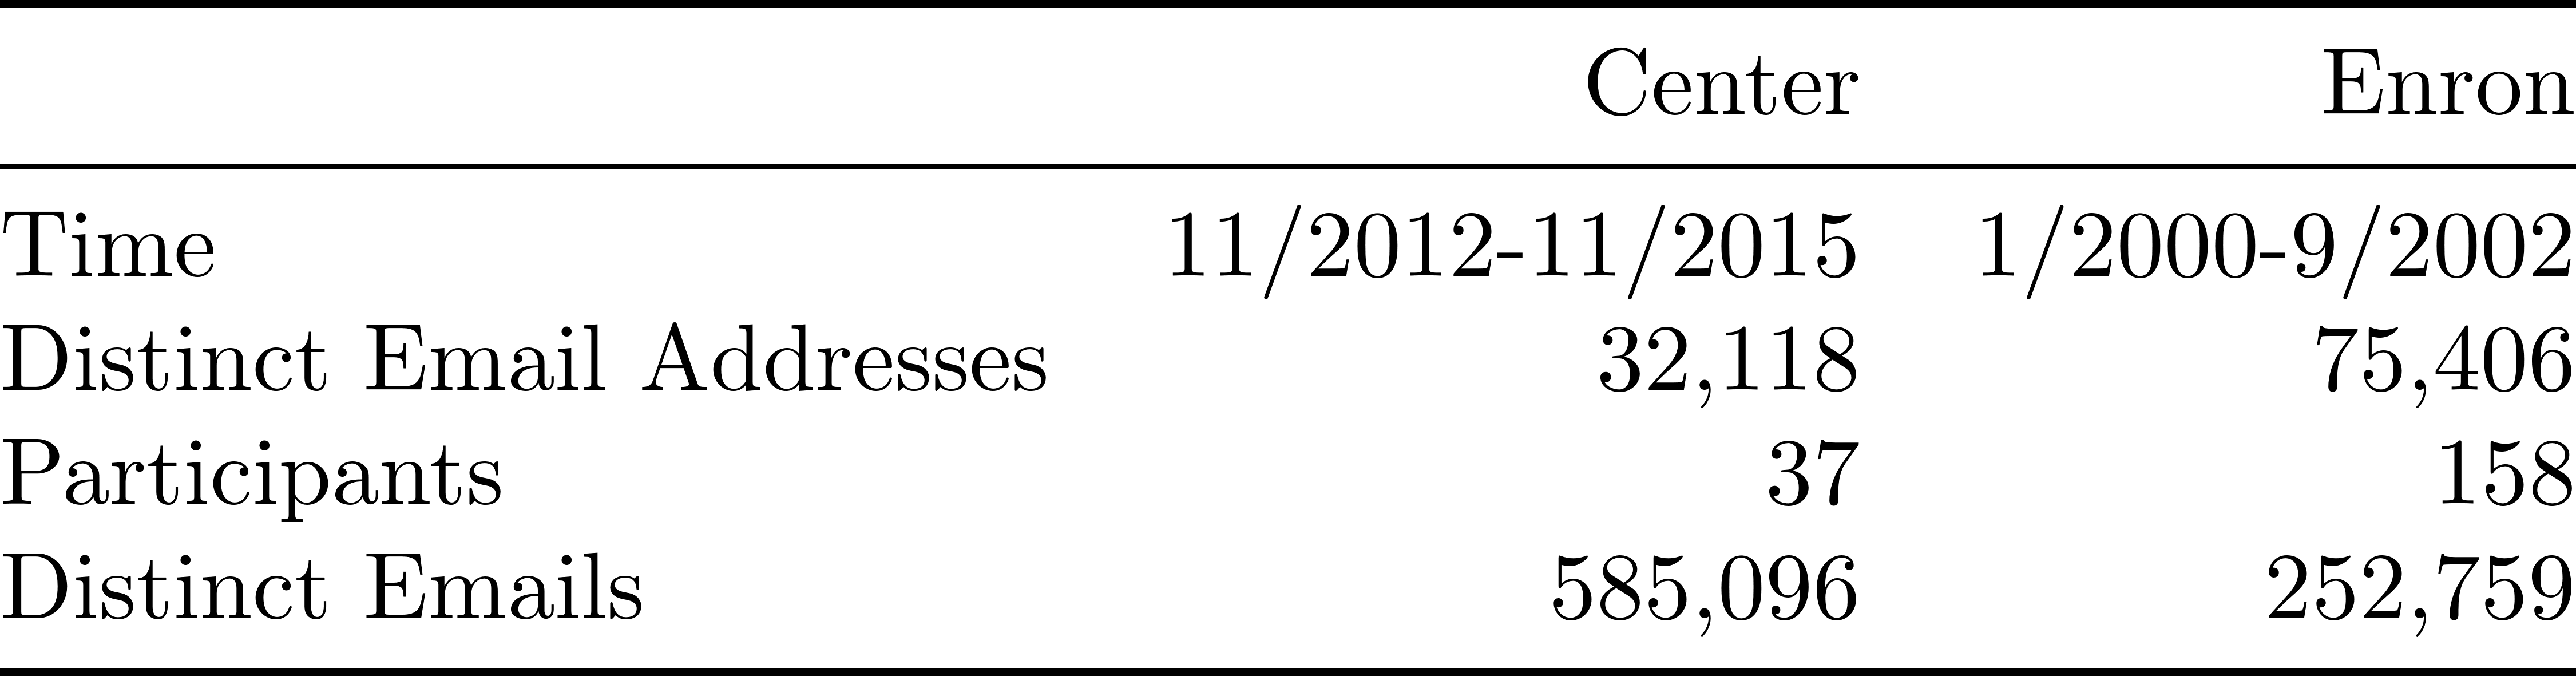 Center Enron
Time 11/2012-11/2015 1/2000-9/2002
Distinct Email Addresses 32,118 75,406
Participants 37 158
Distinct Emails 585,096 252,759